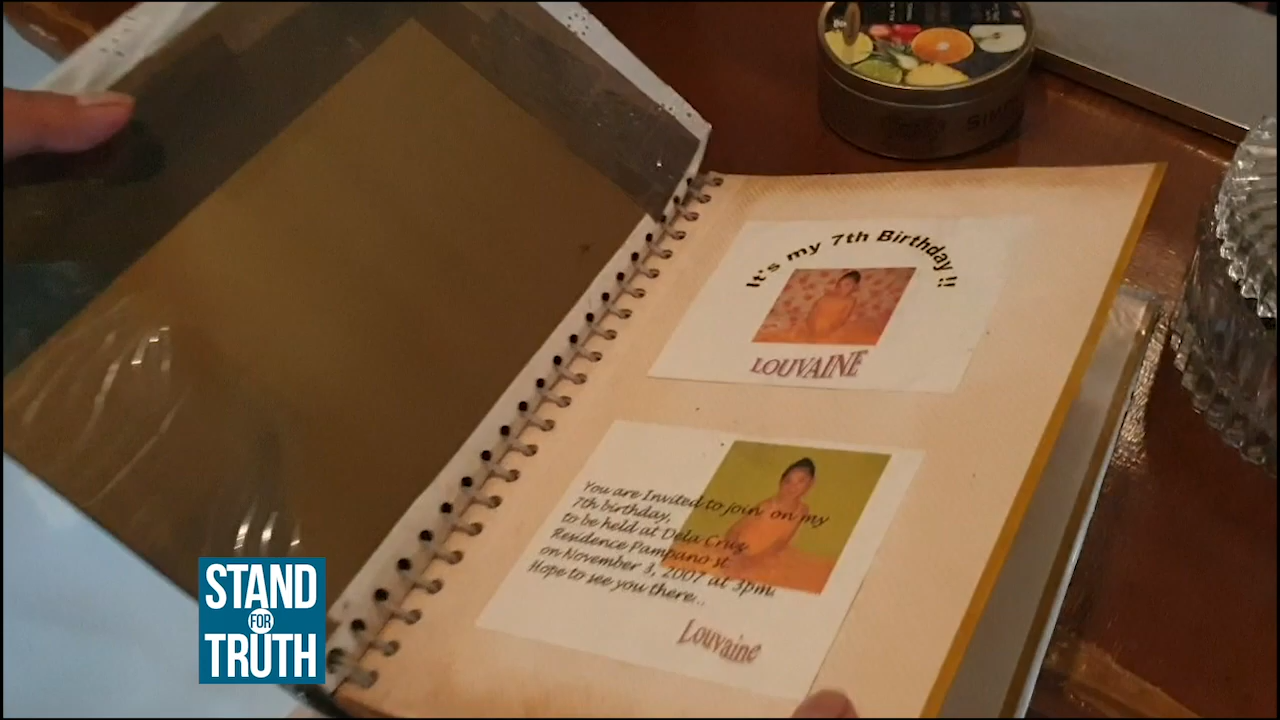 It's my 7th Birthday !!
LOUVAINE
You are Invited to join on my
7th birthday,
to be held at Dela Cruz
Residence Pampano st.
on November 3, 2007 at 3pm.
Hope to see you there..
Louvaine
STAND
FOR
TRUTH